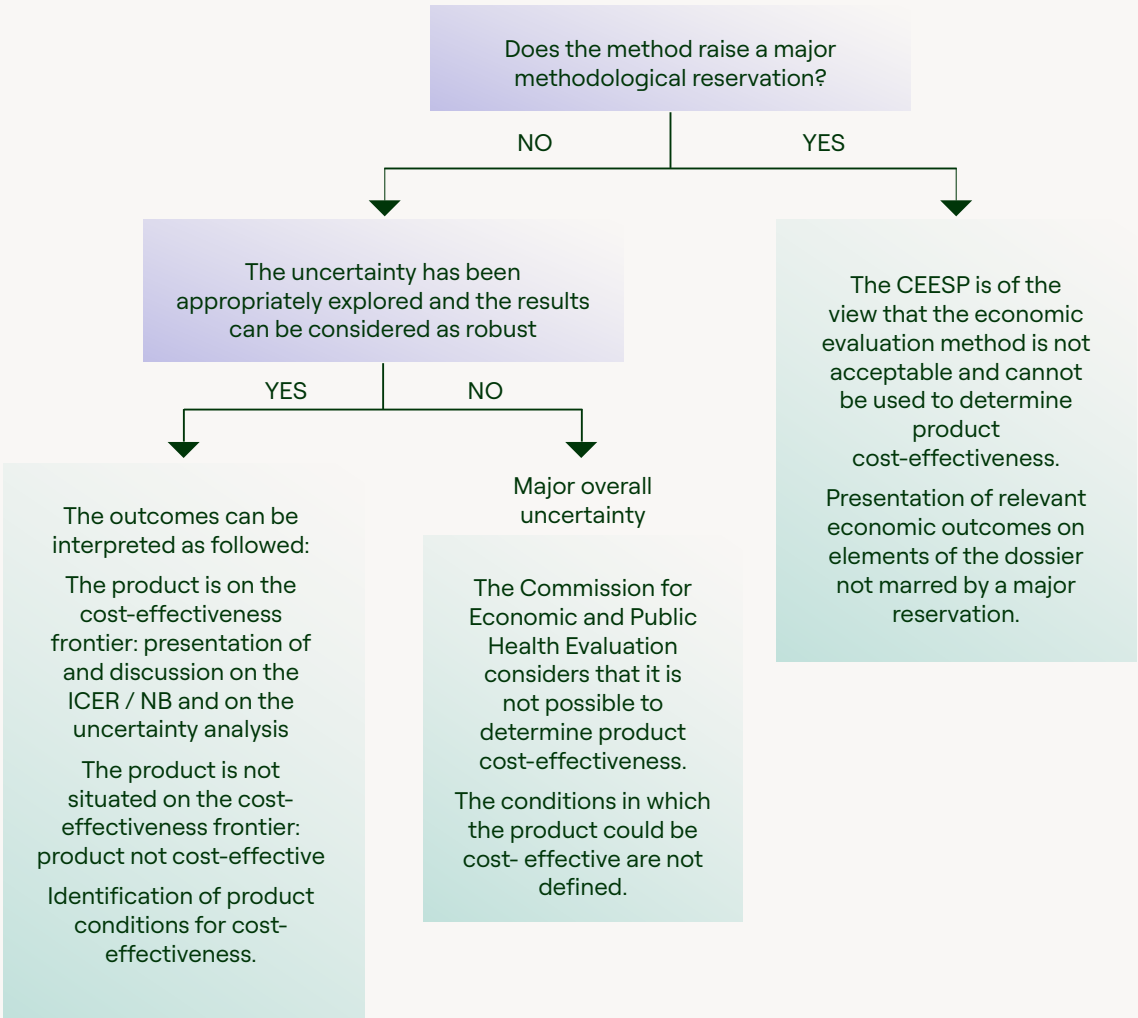 Does the method raise a major
methodological reservation?
NO
YES
The uncertainty has been
appropriately explored and the results
can be considered as robust
YES
NO
The outcomes can be
interpreted as followed:
The product is on the
cost-effectiveness
frontier: presentation of
and discussion on the
ICER / NB and on the
uncertainty analysis
The product is not
situated on the cost-
effectiveness frontier:
product not cost-effective
Identification of product
conditions for cost-
effectiveness.
Major overall
uncertainty
The Commission for
Economic and Public
Health Evaluation
considers that it is
not possible to
determine product
cost-effectiveness.
The conditions in which
the product could be
cost- effective are not
defined.
The CEESP is of the
view that the economic
evaluation method is not
acceptable and cannot
be used to determine
product
cost-effectiveness.
Presentation of relevant
economic outcomes on
elements of the dossier
not marred by a major
reservation.